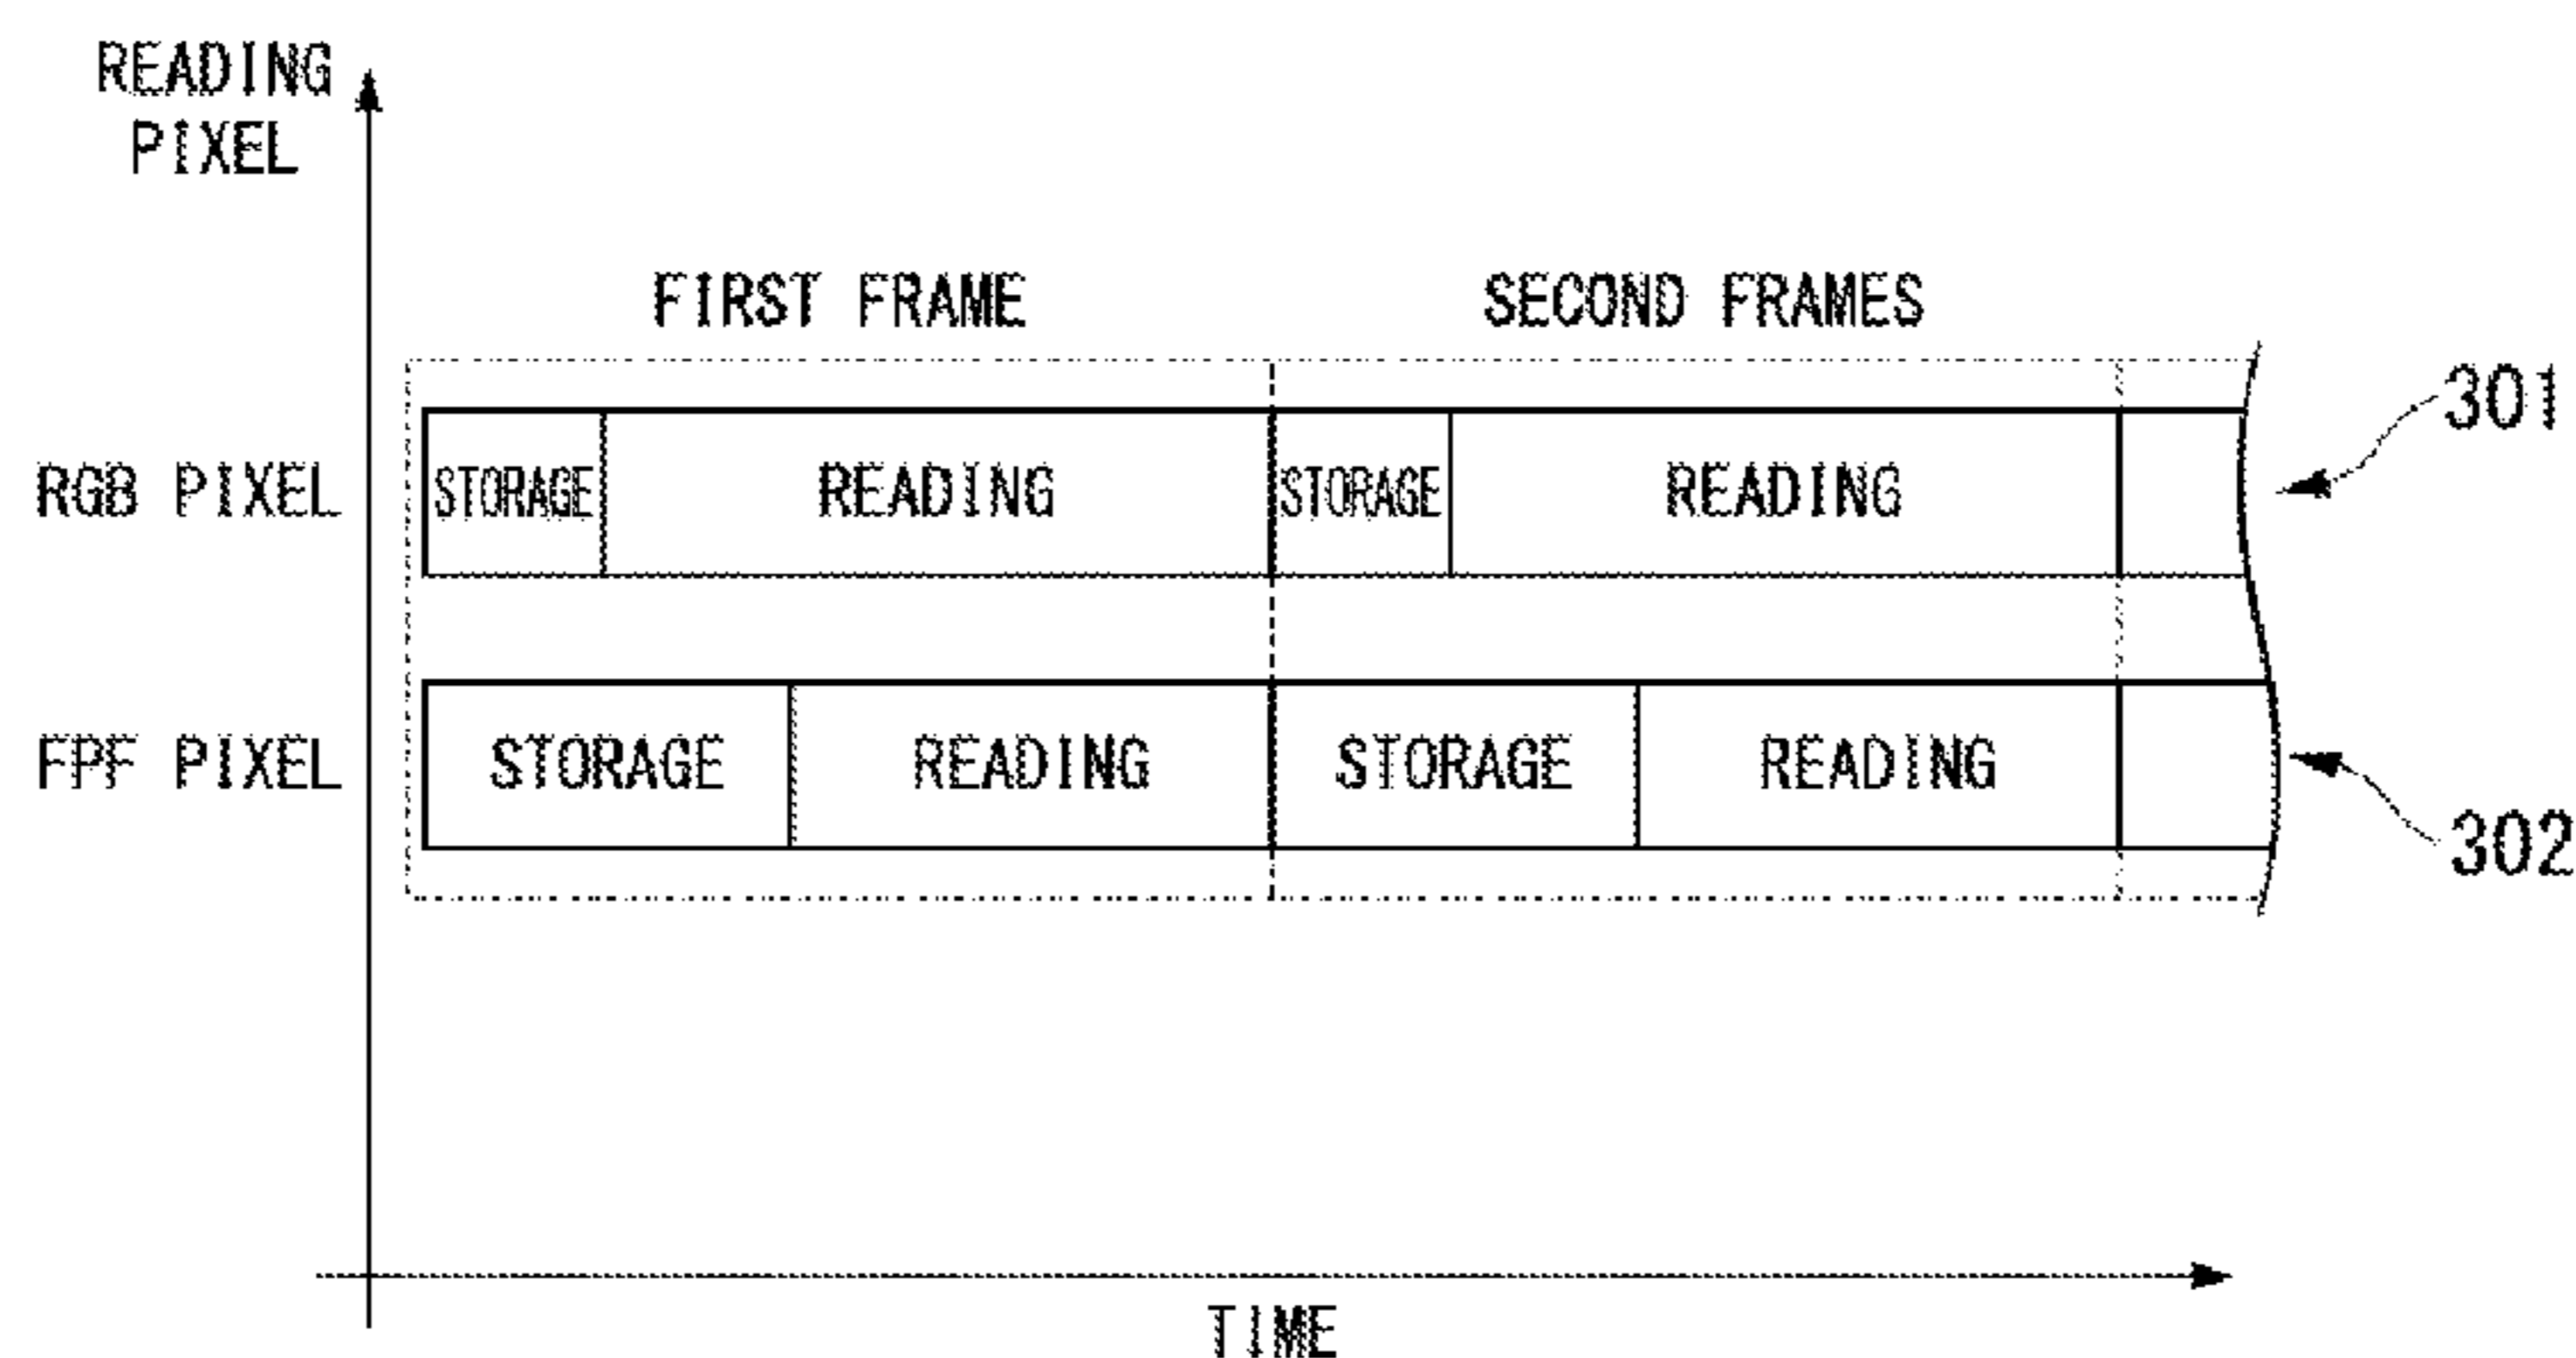 READING
PIXEL
FIRST FRAME SECOND FRAMES
301
RGB PIXEL STORAGE READING STORAGE READING
FPF PIXEL STORAGE READING STORAGE READING
302
TIME